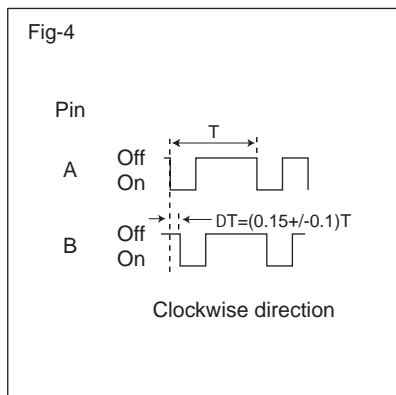 Fig-4
Pin
T
Off
A
On
DT=(0.15+/-0.1)T
Off
B
On
Clockwise direction